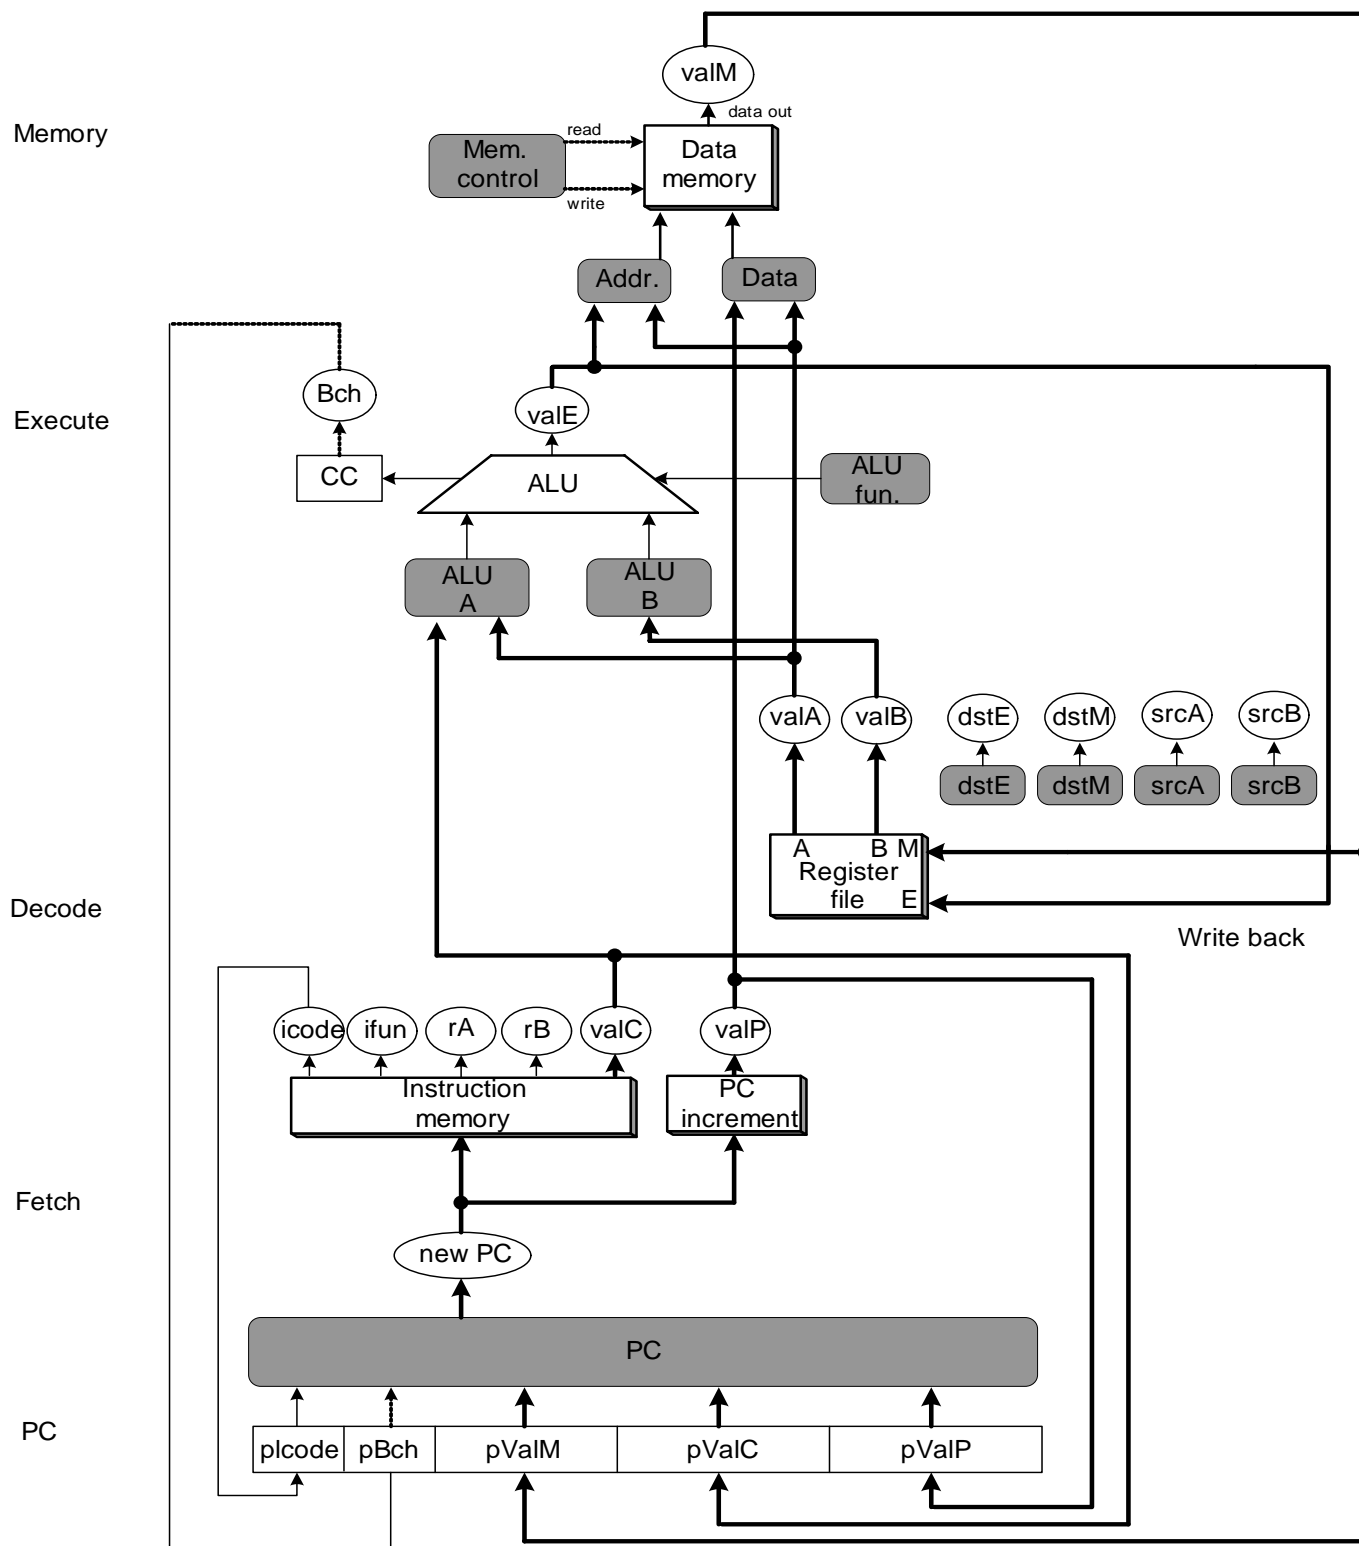 valM
data out
Memory
read
Mem.
control
Data
memory
write
Addr.
Data
Bch
valE
Execute
CC
ALU
ALU
fun.
ALU
A
ALU
B
valA
valB
dstE
dstM
srcA
srcB
dstE
dstM
srcA
srcB
A
B
M
Register
file
E
Decode
Write back
icode
ifun
rA
rB
valC
valP
Instruction
memory
PC
increment
Fetch
new PC
PC
PC
pIcode
pBch
pValM
pValC
pValP